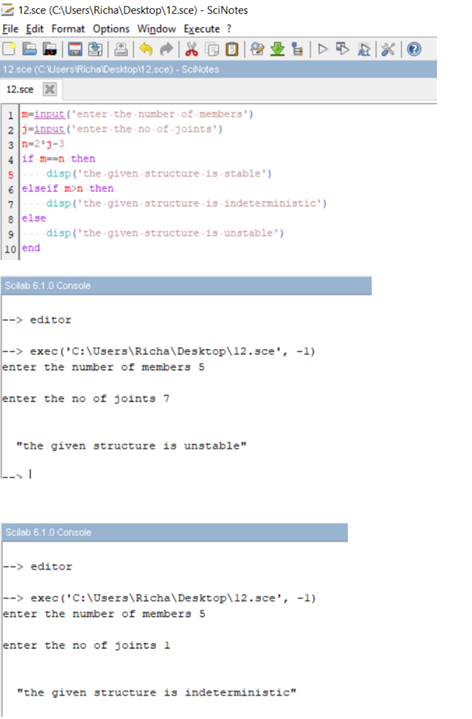 12.sce (C:\Users\Richa\Desktop\12.sce) - SciNotes
File Edit Format Options Window Execute ?
12.sce (C:\Users\Richa\Desktop\12.sce) - SciNotes
12.sce
1 m=input('enter the number of members')
2 j=input('enter the no of joints')
3 n=2*j-3
4 if m==n then
5 disp('the given structure is stable')
6 elseif m>n then
7 disp('the given structure is indeterministic')
8 else
9 disp('the given structure is unstable')
10 end
Scilab 6.1.0 Console
--> editor
--> exec('C:\Users\Richa\Desktop\12.sce', -1)
enter the number of members 5
enter the no of joints 7
"the given structure is unstable"
-->
Scilab 6.1.0 Console
--> editor
--> exec('C:\Users\Richa\Desktop\12.sce', -1)
enter the number of members 5
enter the no of joints 1
"the given structure is indeterministic"